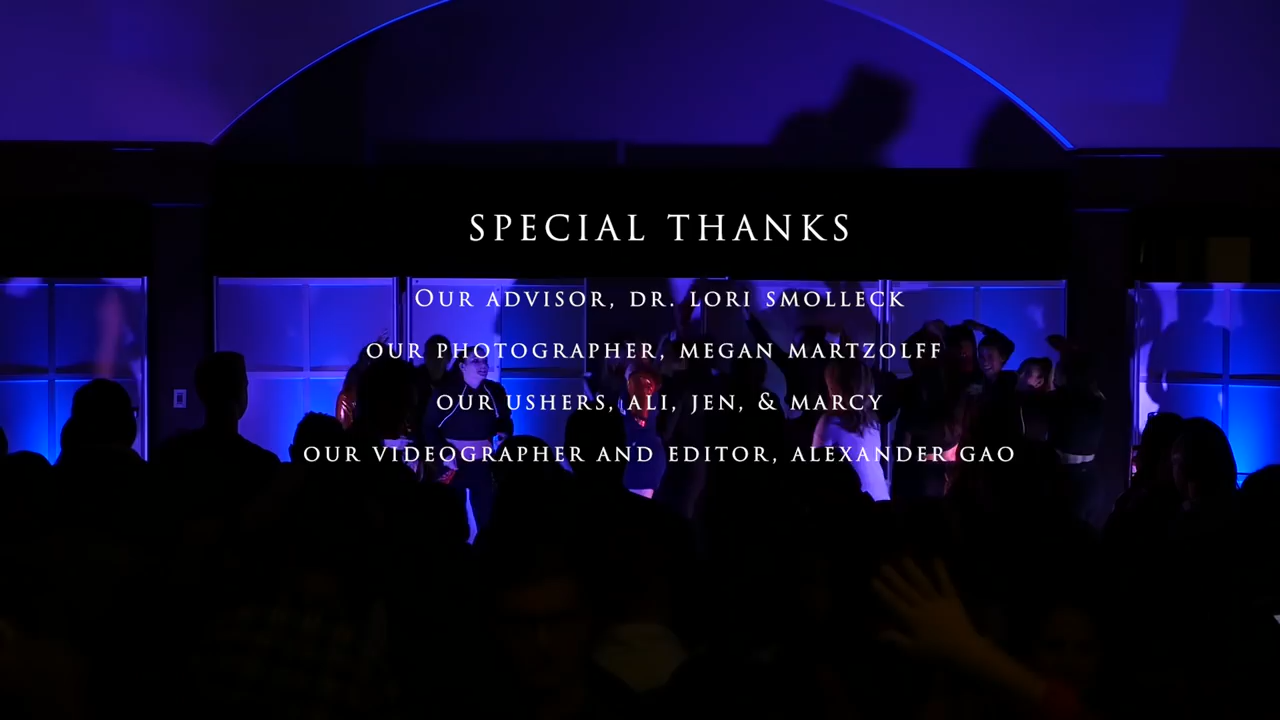 SPECIAL THANKS
OUR ADVISOR, DR. LORI SMOLLECK
OUR PHOTOGRAPHER, MEGAN MARTZOLFF
OUR USHERS, ALI, JEN, & MARCY
OUR VIDEOGRAPHER AND EDITOR, ALEXANDER GAO